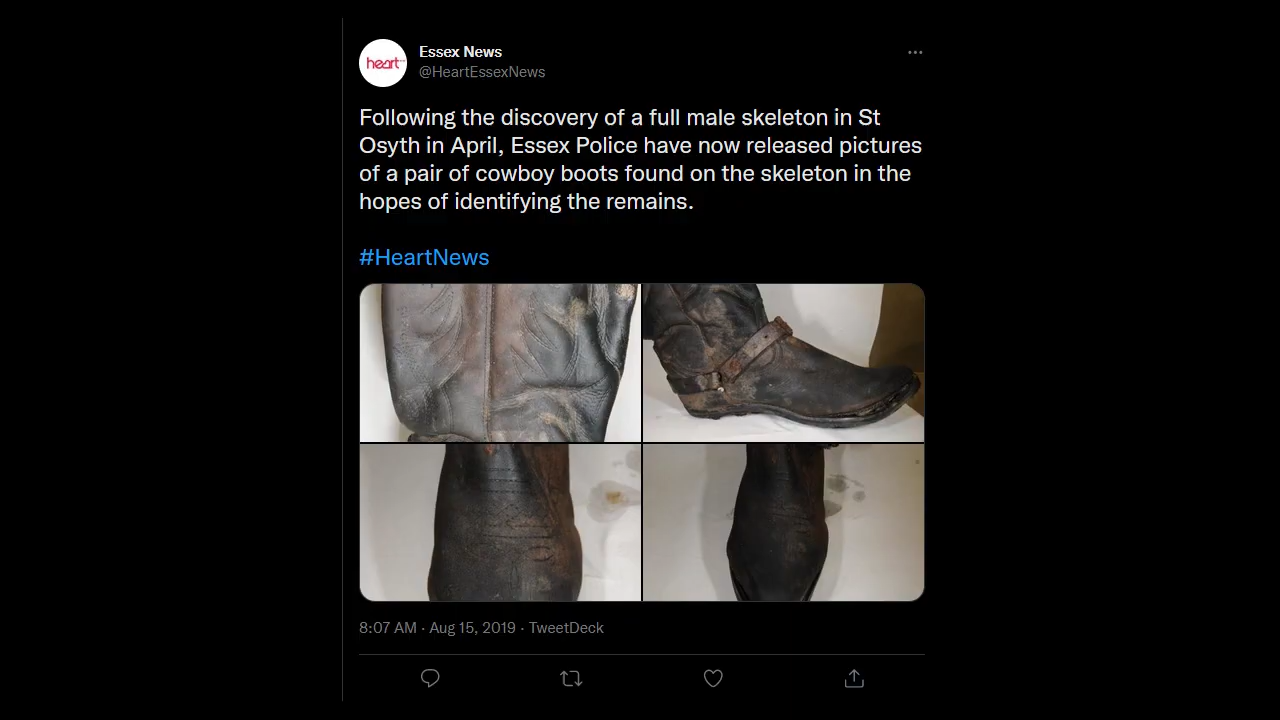 heart
Essex News
@HeartEssexNews
Following the discovery of a full male skeleton in St
Osyth in April, Essex Police have now released pictures
of a pair of cowboy boots found on the skeleton in the
hopes of identifying the remains.
#HeartNews
8:07 AM · Aug 15, 2019 · TweetDeck